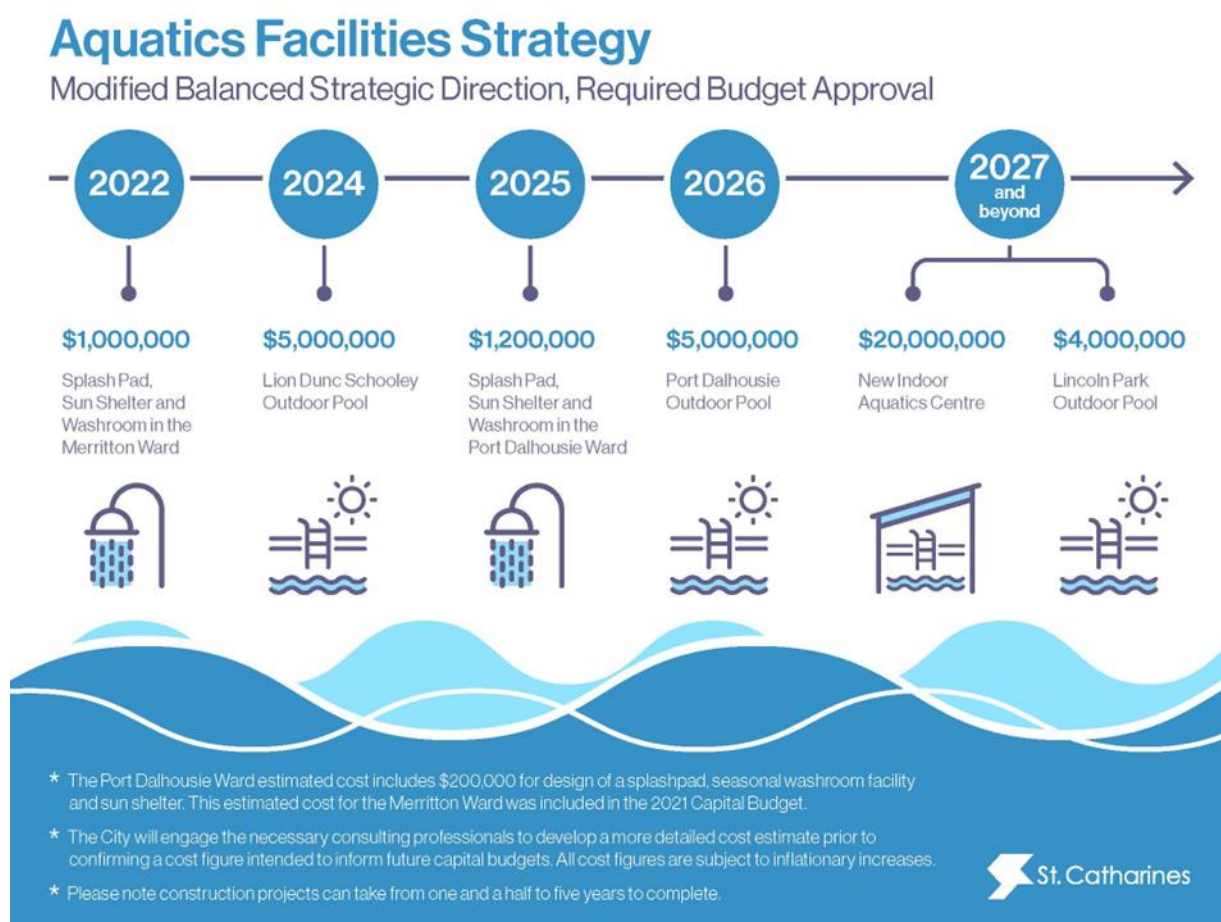 Aquatics Facilities Strategy
Modified Balanced Strategic Direction, Required Budget Approval
2022
2024
2025
2026
2027
and
beyond
$1,000,000
Splash Pad,
Sun Shelter and
Washroom in the
Merritton Ward
$5,000,000
Lion Dunc Schooley
Outdoor Pool
$1,200,000
Splash Pad,
Sun Shelter and
Washroom in the
Port Dalhousie Ward
$5,000,000
Port Dalhousie
Outdoor Pool
$20,000,000
New Indoor
Aquatics Centre
$4,000,000
Lincoln Park
Outdoor Pool
* The Port Dalhousie Ward estimated cost includes $200,000 for design of a splashpad, seasonal washroom facility
and sun shelter. This estimated cost for the Merritton Ward was included in the 2021 Capital Budget.
* The City will engage the necessary consulting professionals to develop a more detailed cost estimate prior to
confirming a cost figure intended to inform future capital budgets. All cost figures are subject to inflationary increases.
* Please note construction projects can take from one and a half to five years to complete.
St. Catharines